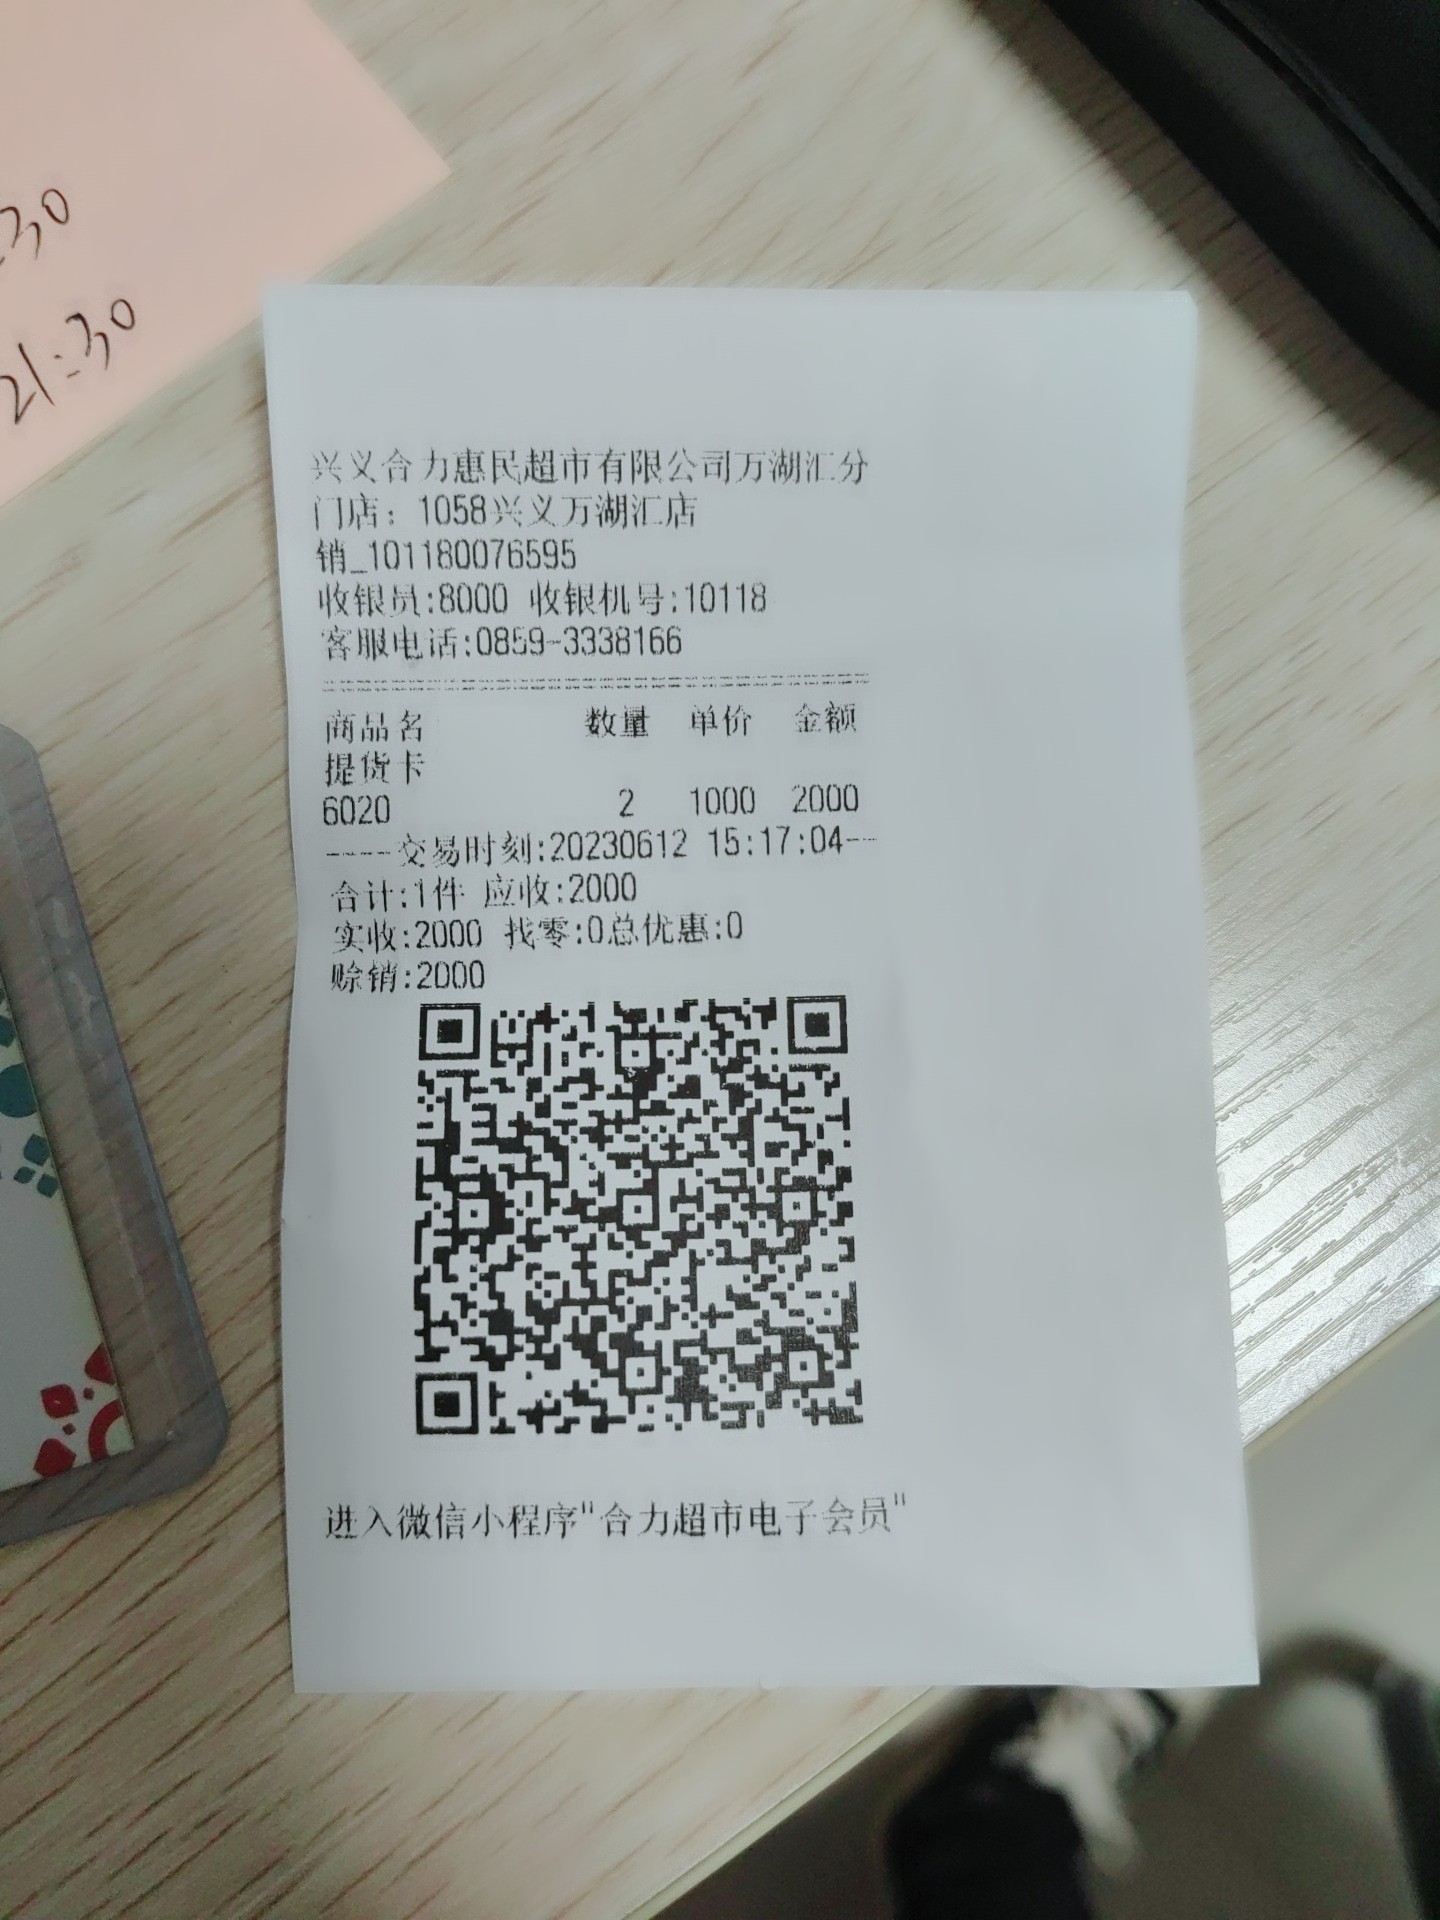 :30
21:30
兴义合力惠民超市有限公司万湖汇分
门店：1058兴义万湖汇店
销_101180076595
收银员:8000 收银机号:10118
客服电话:0859-3338166
商品名 数量 单价 金额
提货卡
6020 2 1000 2000
----交易时刻:20230612 15:17:04--
合计:1件 应收:2000
实收:2000 找零:0总优惠:0
赊销:2000
进入微信小程序"合力超市电子会员"